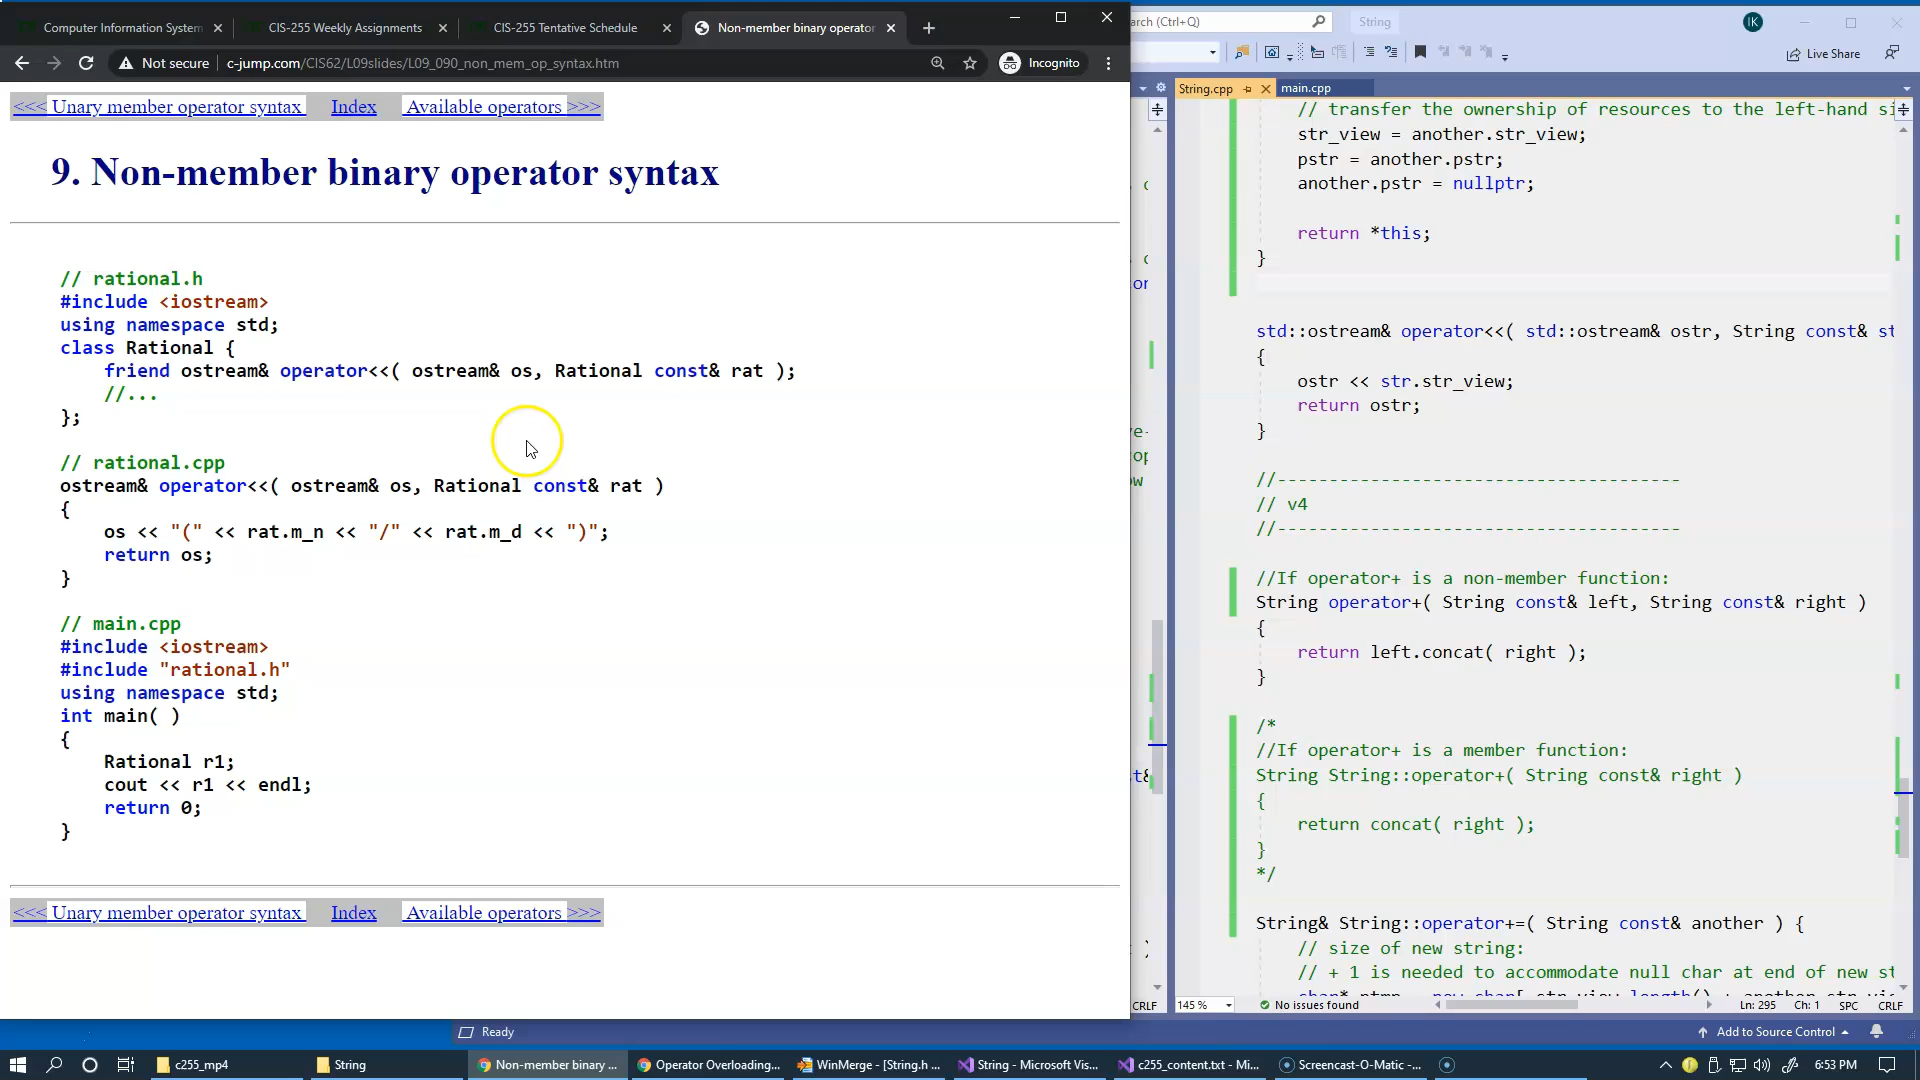 Computer Information System
CIS-255 Weekly Assignments
CIS-255 Tentative Schedule
Non-member binary operator
Not secure
c-jump.com/CIS62/L09slides/L09_090_non_mem_op_syntax.htm
Incognito
<<< Unary member operator syntax Index Available operators >>>
9. Non-member binary operator syntax
// rational.h
#include <iostream>
using namespace std;
class Rational {
friend ostream& operator<<( ostream& os, Rational const& rat );
//...
};
// rational.cpp
ostream& operator<<( ostream& os, Rational const& rat )
{
os << "(" << rat.m_n << "/" << rat.m_d << ")";
return os;
}
// main.cpp
#include <iostream>
#include "rational.h"
using namespace std;
int main( )
{
Rational r1;
cout << r1 << endl;
return 0;
}
<<< Unary member operator syntax Index Available operators >>>
arch (Ctrl+Q)
String
IK
Live Share
String.cpp
main.cpp
// transfer the ownership of resources to the left-hand si
str_view = another.str_view;
pstr = another.pstr;
another.pstr = nullptr;
return *this;
}
std::ostream& operator<<( std::ostream& ostr, String const& st
{
ostr << str.str_view;
return ostr;
}
//---------------------------------------
// v4
//---------------------------------------
//If operator+ is a non-member function:
String operator+( String const& left, String const& right )
{
return left.concat( right );
}
/*
//If operator+ is a member function:
String String::operator+( String const& right )
{
return concat( right );
}
*/
String& String::operator+=( String const& another ) {
// size of new string:
// + 1 is needed to accommodate null char at end of new st
CRLF
145 %
No issues found
Ln: 295
Ch: 1
SPC
CRLF
Ready
Add to Source Control
c255_mp4
String
Non-member binary ...
Operator Overloading...
WinMerge - [String.h ...
String - Microsoft Vis...
c255_content.txt - Mi...
Screencast-O-Matic -...
6:53 PM